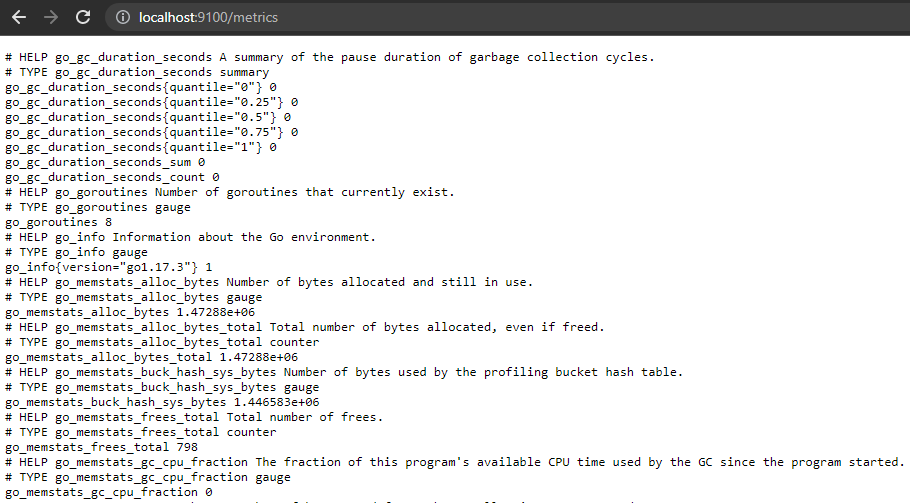 localhost:9100/metrics
# HELP go_gc_duration_seconds A summary of the pause duration of garbage collection cycles.
# TYPE go_gc_duration_seconds summary
go_gc_duration_seconds{quantile="0"} 0
go_gc_duration_seconds{quantile="0.25"} 0
go_gc_duration_seconds{quantile="0.5"} 0
go_gc_duration_seconds{quantile="0.75"} 0
go_gc_duration_seconds{quantile="1"} 0
go_gc_duration_seconds_sum 0
go_gc_duration_seconds_count 0
# HELP go_goroutines Number of goroutines that currently exist.
# TYPE go_goroutines gauge
go_goroutines 8
# HELP go_info Information about the Go environment.
# TYPE go_info gauge
go_info{version="go1.17.3"} 1
# HELP go_memstats_alloc_bytes Number of bytes allocated and still in use.
# TYPE go_memstats_alloc_bytes gauge
go_memstats_alloc_bytes 1.47288e+06
# HELP go_memstats_alloc_bytes_total Total number of bytes allocated, even if freed.
# TYPE go_memstats_alloc_bytes_total counter
go_memstats_alloc_bytes_total 1.47288e+06
# HELP go_memstats_buck_hash_sys_bytes Number of bytes used by the profiling bucket hash table.
# TYPE go_memstats_buck_hash_sys_bytes gauge
go_memstats_buck_hash_sys_bytes 1.446583e+06
# HELP go_memstats_frees_total Total number of frees.
# TYPE go_memstats_frees_total counter
go_memstats_frees_total 798
# HELP go_memstats_gc_cpu_fraction The fraction of this program's available CPU time used by the GC since the program started.
# TYPE go_memstats_gc_cpu_fraction gauge
go_memstats_gc_cpu_fraction 0